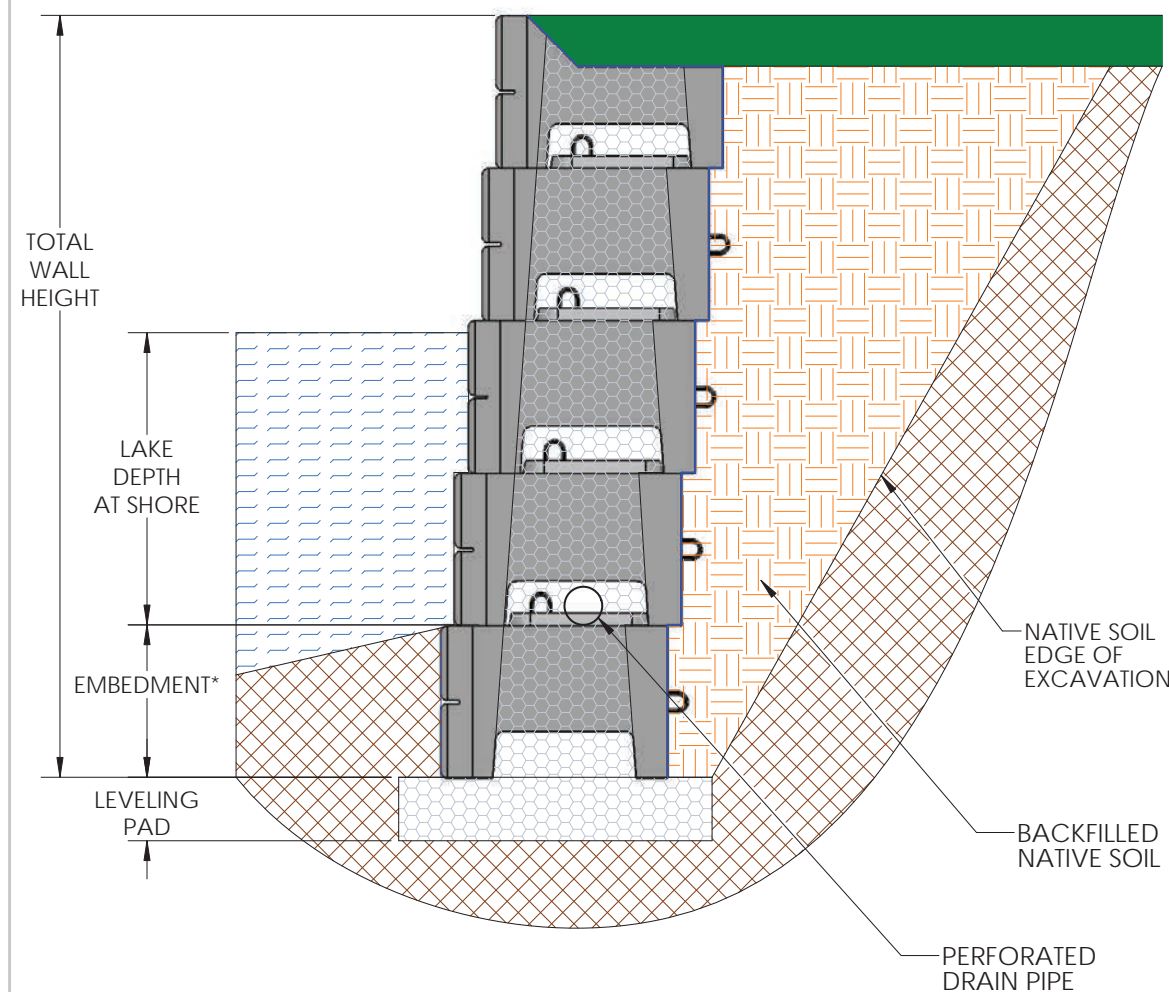 TOTAL
WALL
HEIGHT
LAKE
DEPTH
AT SHORE
EMBEDMENT*
LEVELING
PAD
NATIVE SOIL
EDGE OF
EXCAVATION
BACKFILLED
NATIVE SOIL
PERFORATED
DRAIN PIPE